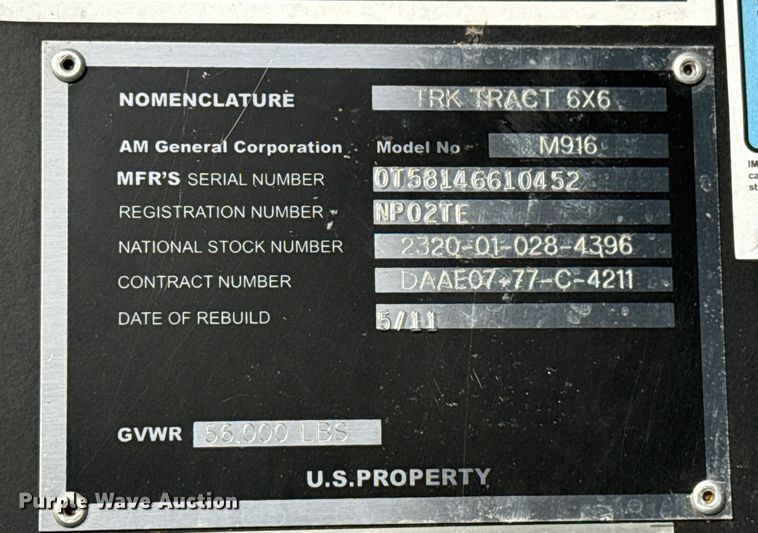 NOMENCLATURE TRK TRACT 6X6
AM General Corporation Model No M916
MFR'S SERIAL NUMBER 0T58146610452
REGISTRATION NUMBER NP02TE
NATIONAL STOCK NUMBER 2320-01-028-4396
CONTRACT NUMBER DAAE07-77-C-4211
DATE OF REBUILD 5/11
GVWR 56,000 LBS
U.S.PROPERTY
Purple Wave Auction